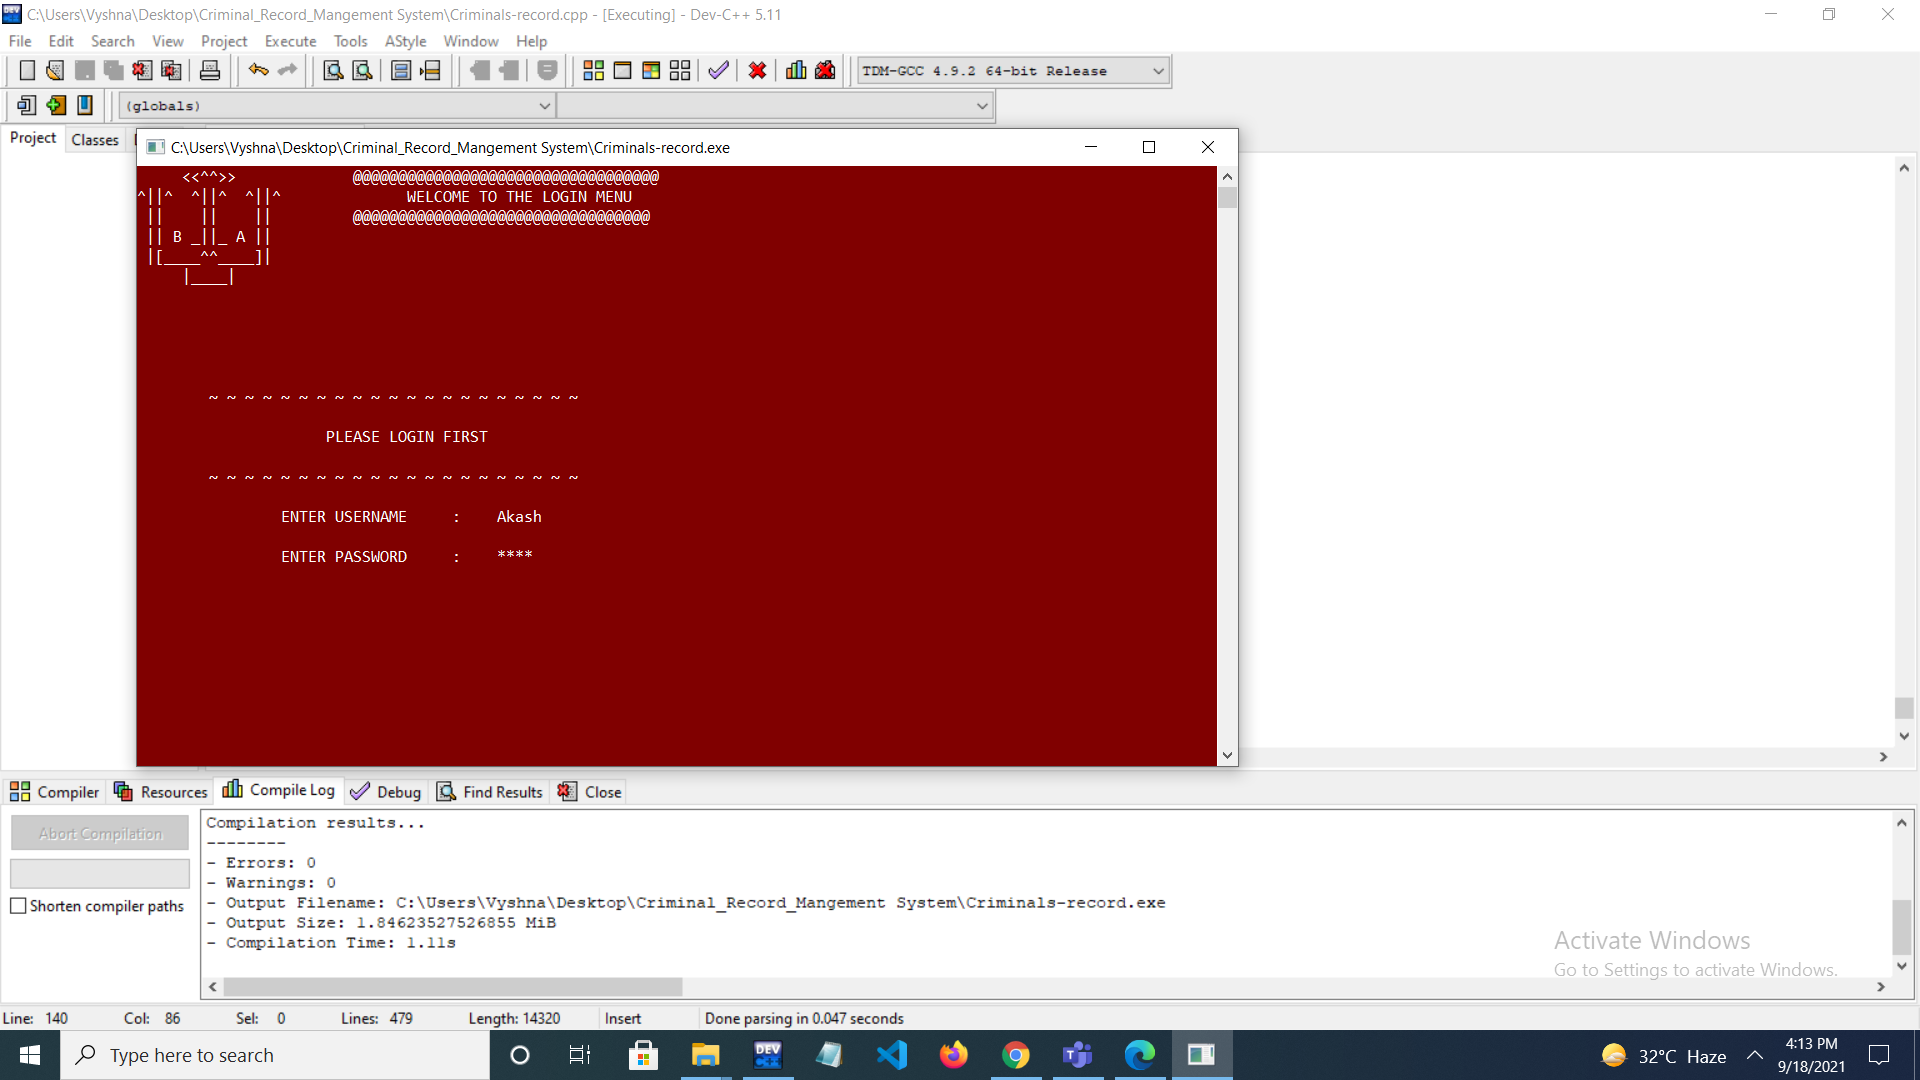 C:\Users\Vyshna\Desktop\Criminal_Record_Mangement System\Criminals-record.cpp - [Executing] - Dev-C++ 5.11
File Edit Search View Project Execute Tools AStyle Window Help
TDM-GCC 4.9.2 64-bit Release
(globals)
Project Classes
C:\Users\Vyshna\Desktop\Criminal_Record_Mangement System\Criminals-record.exe
<<^^>> @@@@@@@@@@@@@@@@@@@@@@@@@@@@@@@@@@
^||^  ^||^  ^||^ WELCOME TO THE LOGIN MENU
||    ||    || @@@@@@@@@@@@@@@@@@@@@@@@@@@@@@@@@
|| B _||_ A ||
|[____^^____]|
|____|
~ ~ ~ ~ ~ ~ ~ ~ ~ ~ ~ ~ ~ ~ ~ ~ ~ ~ ~ ~ ~
PLEASE LOGIN FIRST
~ ~ ~ ~ ~ ~ ~ ~ ~ ~ ~ ~ ~ ~ ~ ~ ~ ~ ~ ~ ~
ENTER USERNAME : Akash
ENTER PASSWORD : ****
Compiler Resources Compile Log Debug Find Results Close
Abort Compilation
Shorten compiler paths
Compilation results...
--------
- Errors: 0
- Warnings: 0
- Output Filename: C:\Users\Vyshna\Desktop\Criminal_Record_Mangement System\Criminals-record.exe
- Output Size: 1.84623527526855 MiB
- Compilation Time: 1.11s
Activate Windows
Go to Settings to activate Windows.
Line: 140 Col: 86 Sel: 0 Lines: 479 Length: 14320 Insert Done parsing in 0.047 seconds
Type here to search
DEV C++
32°C Haze
4:13 PM
9/18/2021